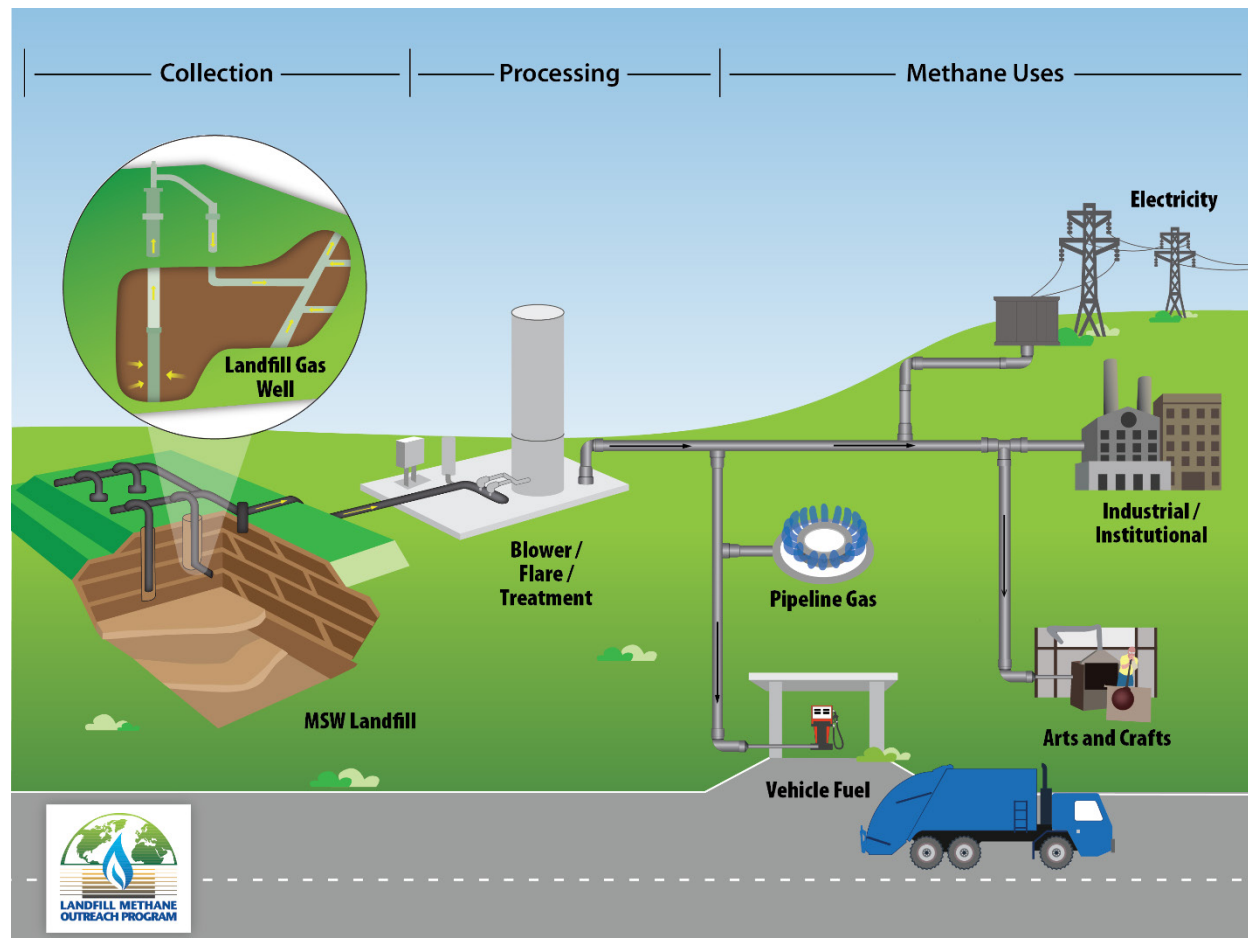 Collection
Processing
Methane Uses
Electricity
Landfill Gas
Well
Industrial /
Institutional
Blower /
Flare /
Treatment
Pipeline Gas
MSW Landfill
Arts and Crafts
Vehicle Fuel
LANDFILL METHANE
OUTREACH PROGRAM